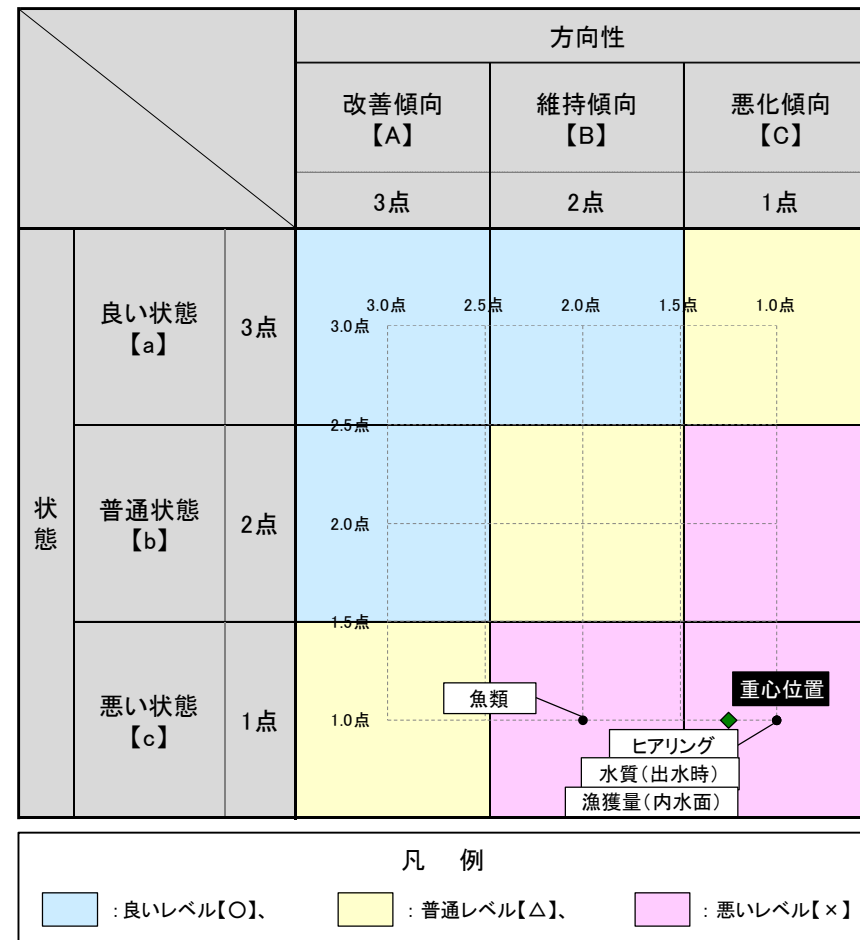 方向性
改善傾向
【A】
維持傾向
【B】
悪化傾向
【C】
3点
2点
1点
状態
良い状態
【a】
3点
普通状態
【b】
2点
悪い状態
【c】
1点
3.0点
2.5点
2.0点
1.5点
1.0点
3.0点
2.5点
2.0点
1.5点
1.0点
魚類
重心位置
ヒアリング
水質(出水時)
漁獲量(内水面)
凡 例
:良いレベル【○】、
:普通レベル【△】、
:悪いレベル【×】